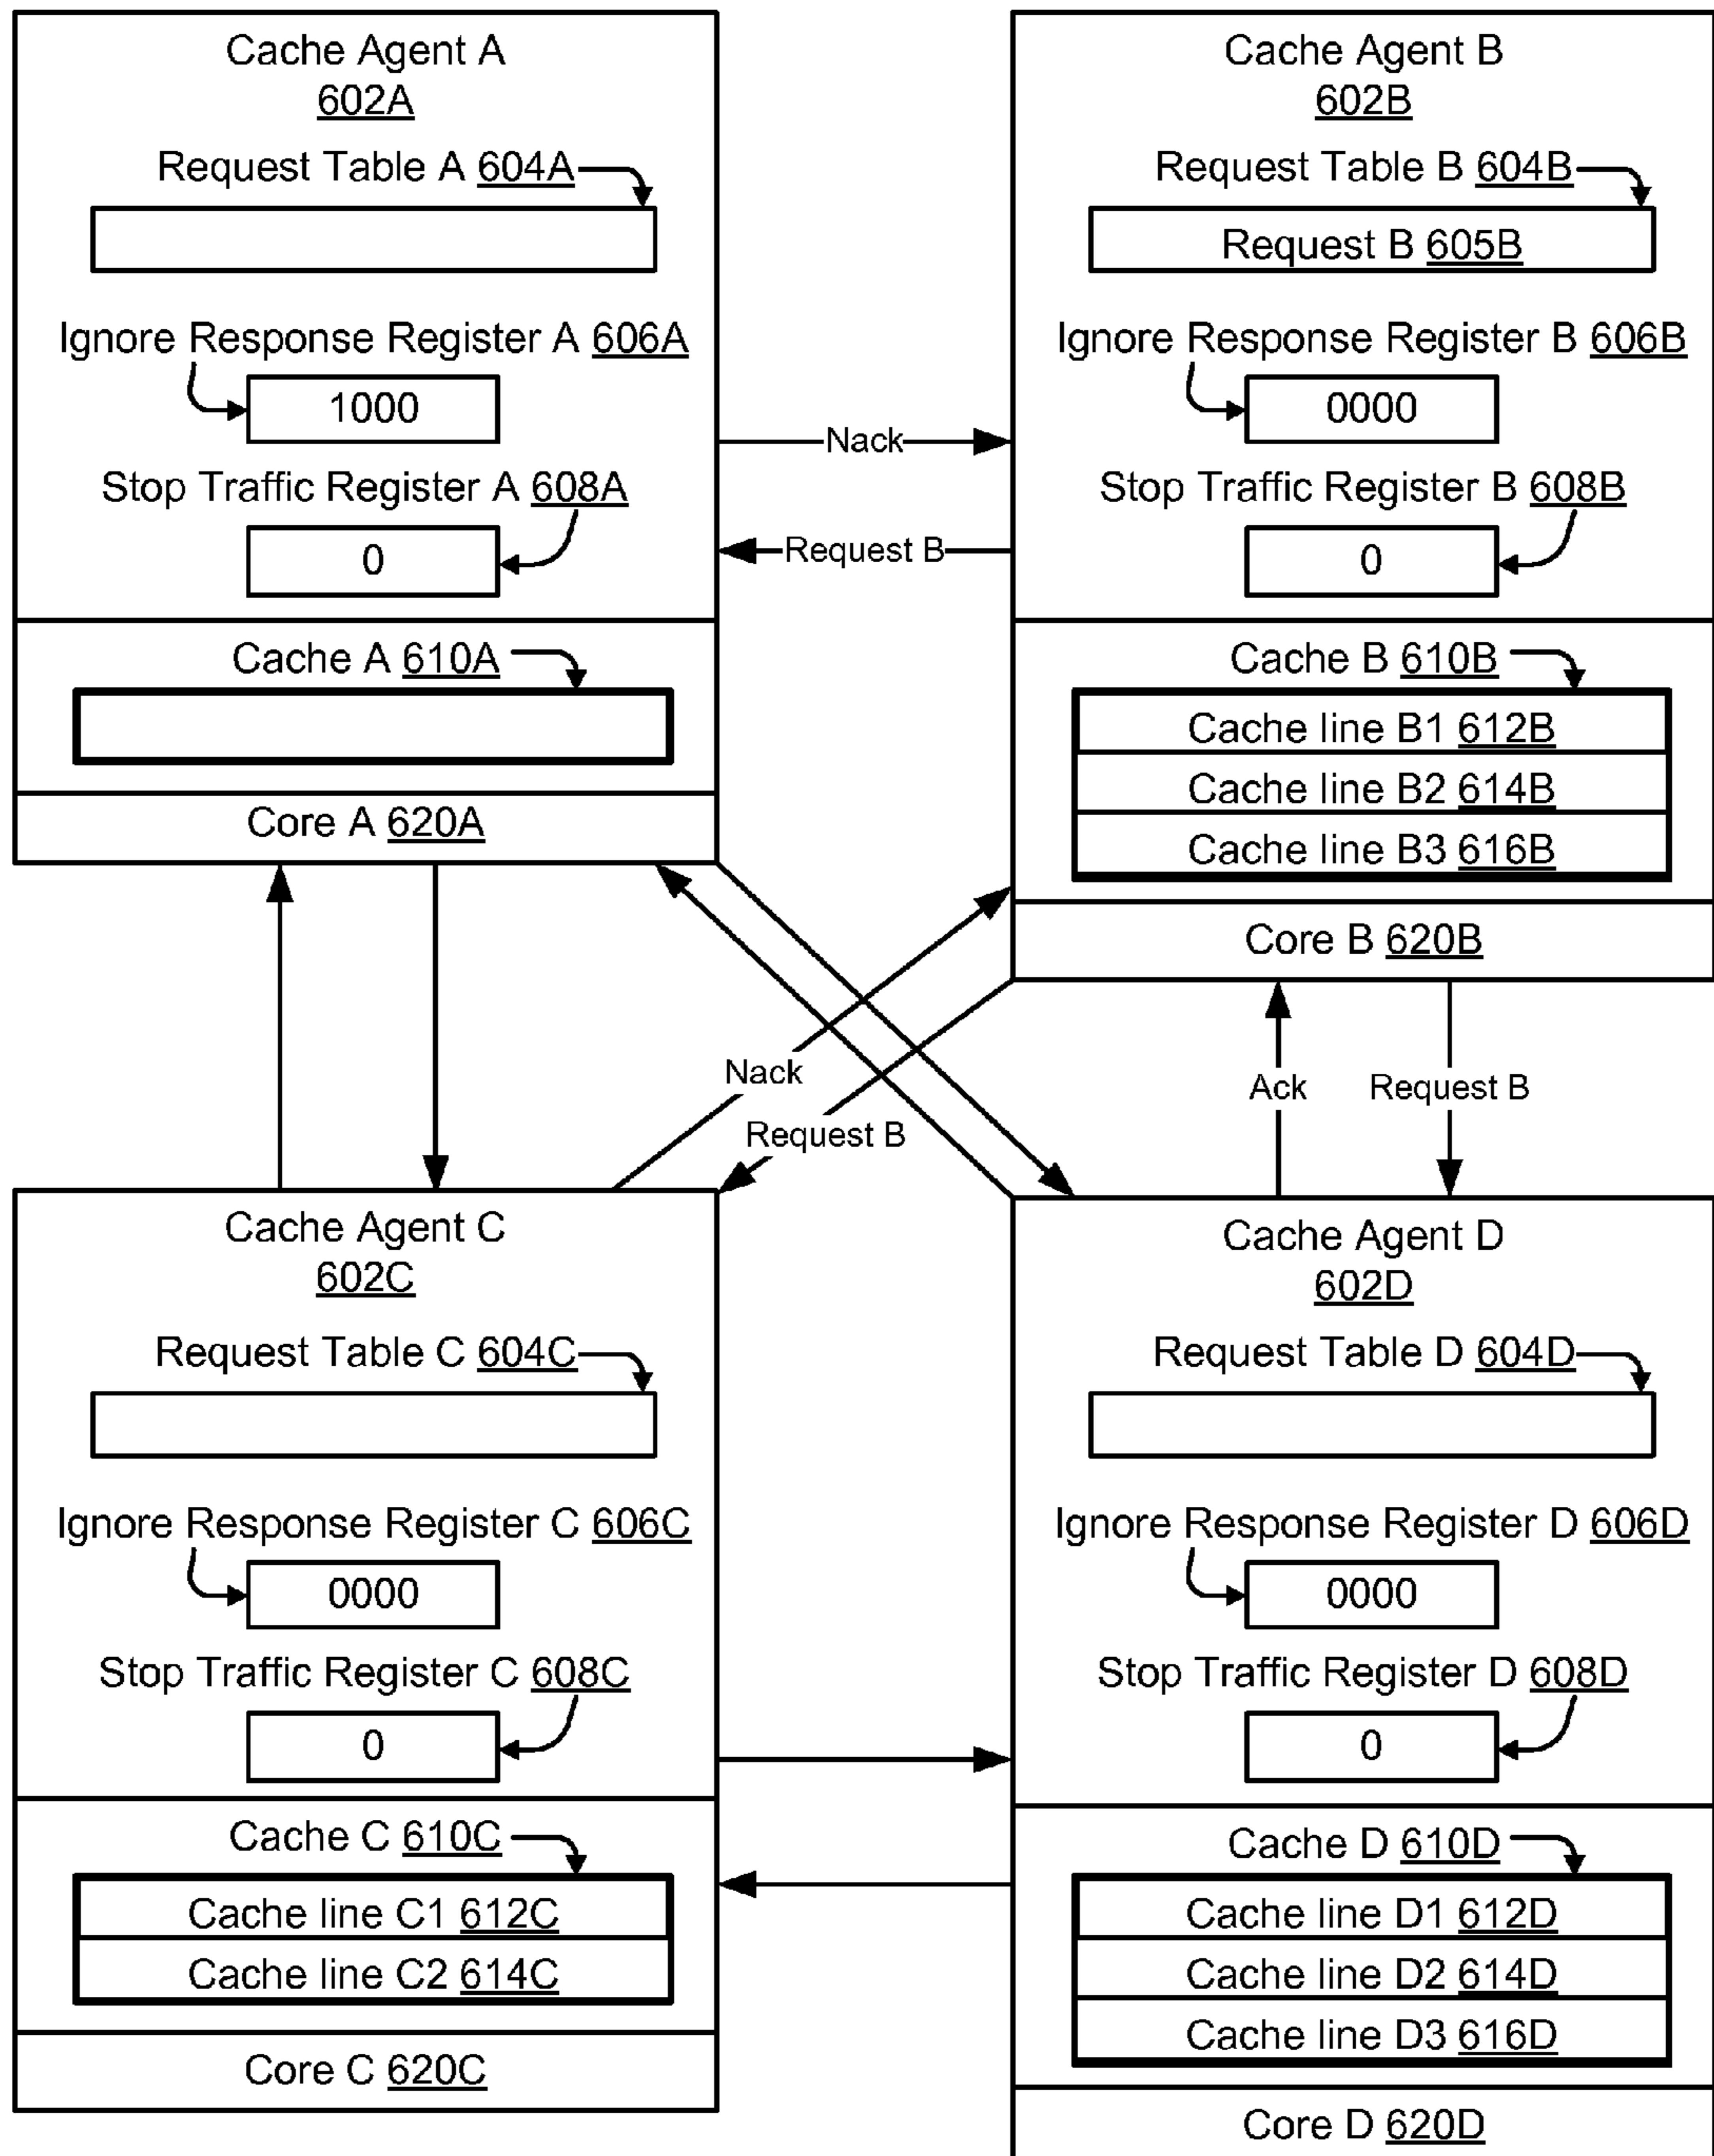 Cache Agent A
602A
Request Table A 604A
Ignore Response Register A 606A
1000
Stop Traffic Register A 608A
0
Cache A 610A
Core A 620A
Cache Agent B
602B
Request Table B 604B
Request B 605B
Ignore Response Register B 606B
0000
Stop Traffic Register B 608B
0
Cache B 610B
Cache line B1 612B
Cache line B2 614B
Cache line B3 616B
Core B 620B
Nack
Request B
Nack
Request B
Ack
Request B
Cache Agent C
602C
Request Table C 604C
Ignore Response Register C 606C
0000
Stop Traffic Register C 608C
0
Cache C 610C
Cache line C1 612C
Cache line C2 614C
Core C 620C
Cache Agent D
602D
Request Table D 604D
Ignore Response Register D 606D
0000
Stop Traffic Register D 608D
0
Cache D 610D
Cache line D1 612D
Cache line D2 614D
Cache line D3 616D
Core D 620D